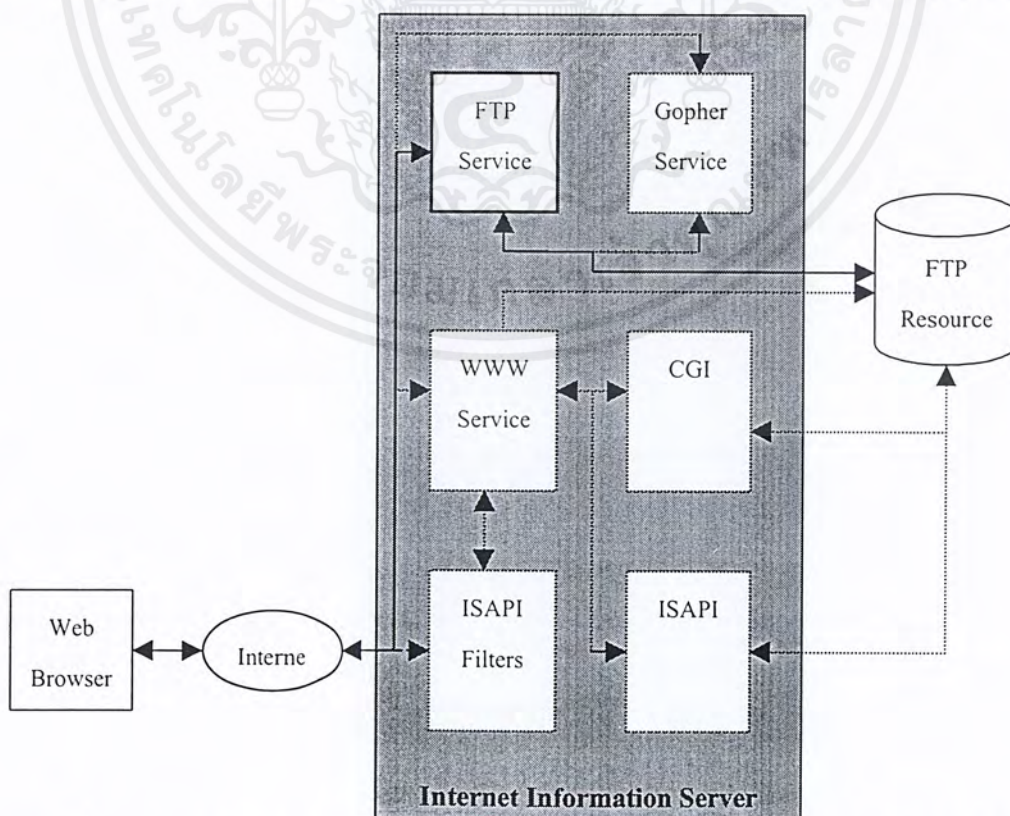 FTP
Service
Gopher
Service
FTP
Resource
WWW
Service
CGI
ISAPI
Filters
ISAPI
Web
Browser
Interne
Internet Information Server